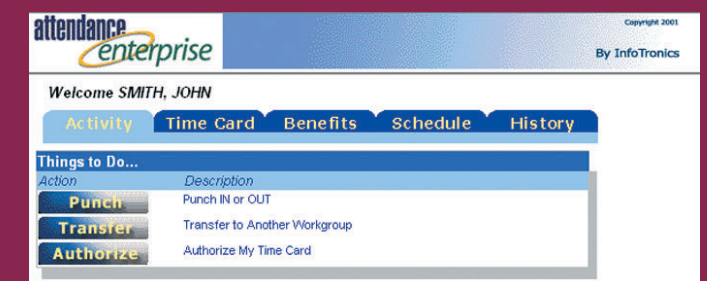 attendance
enterprise
Copyright 2001
By InfoTronics
Welcome SMITH, JOHN
Activity Time Card Benefits Schedule History
Things to Do...
Action Description
Punch Punch IN or OUT
Transfer Transfer to Another Workgroup
Authorize Authorize My Time Card